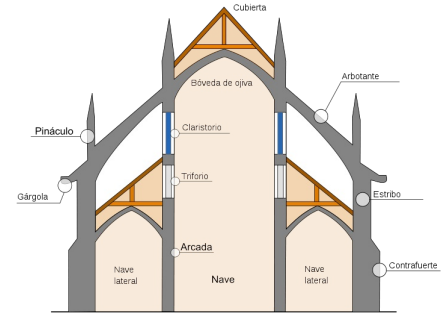 Cubierta
Bóveda de ojiva
Arbotante
Claristorio
Pináculo
Triforio
Gárgola
Estribo
Arcada
Contrafuerte
Nave
lateral
Nave
Nave
lateral